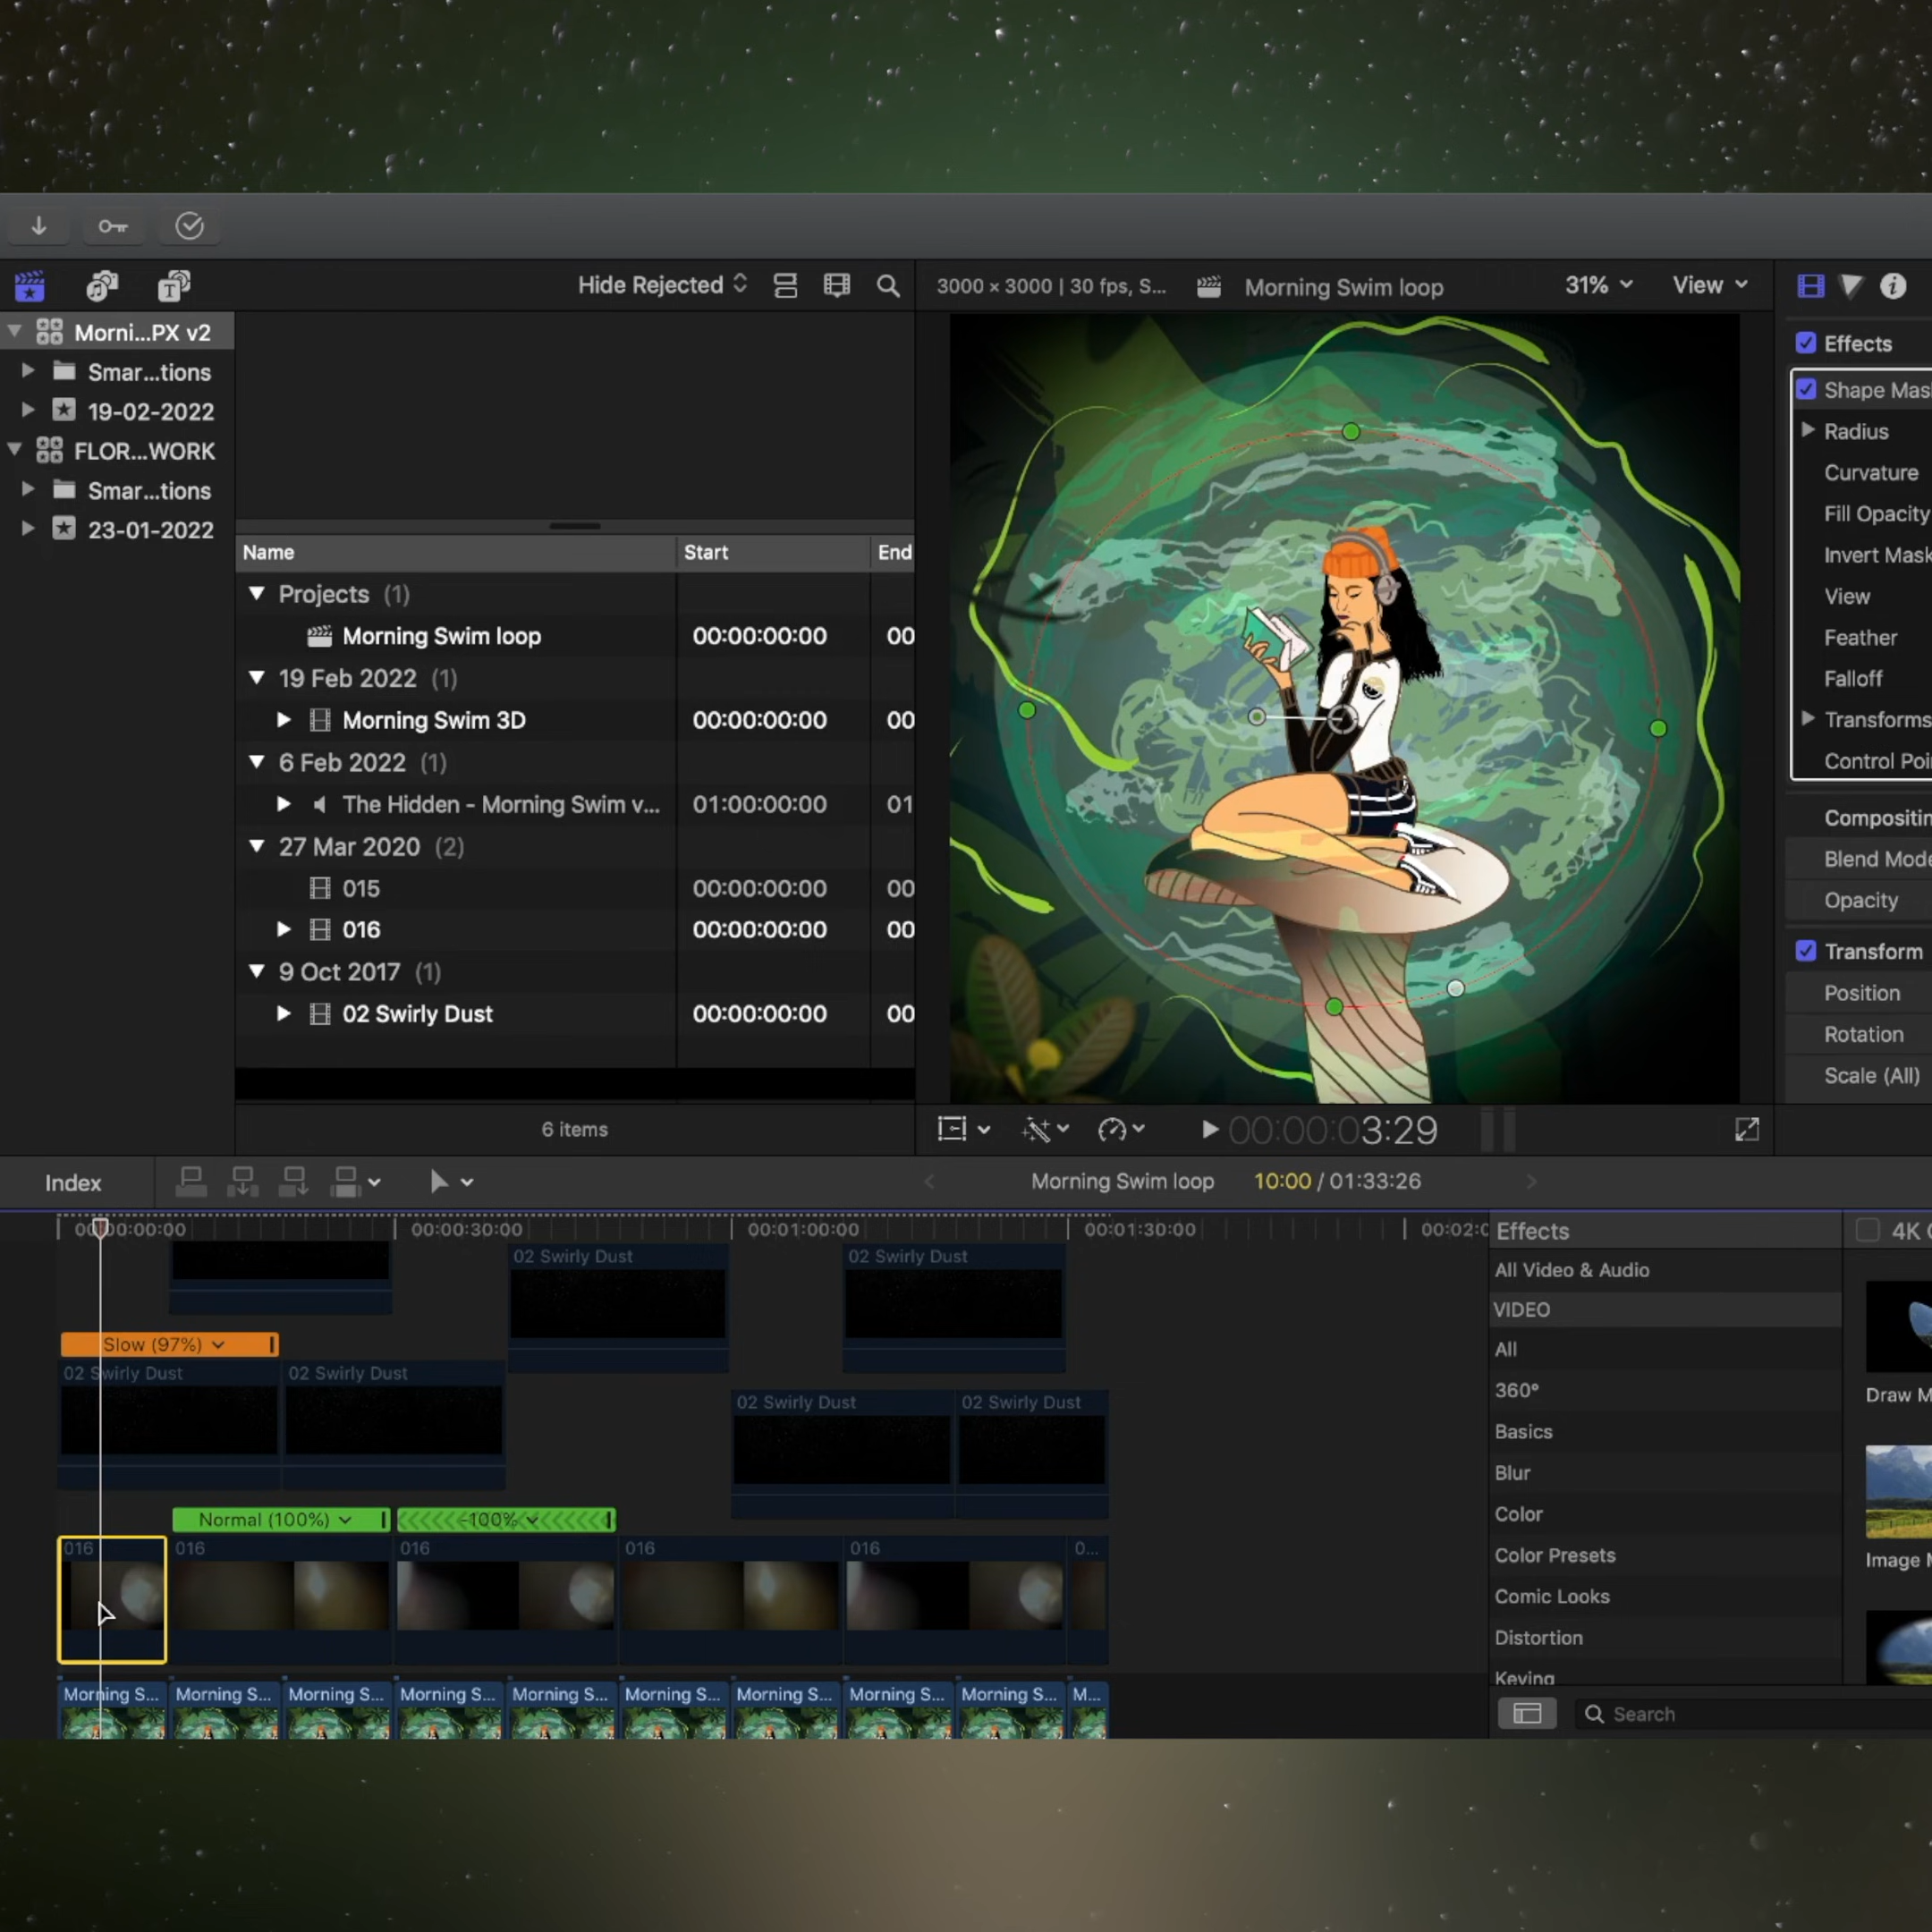 Hide Rejected
3000 × 3000 | 30 fps, S...
Morning Swim loop
31%
View
Morni...PX v2
Smar...tions
19-02-2022
FLOR...WORK
Smar...tions
23-01-2022
Name
Start
End
Projects (1)
Morning Swim loop
00:00:00:00
00
19 Feb 2022 (1)
Morning Swim 3D
00:00:00:00
00
6 Feb 2022 (1)
The Hidden - Morning Swim v...
01:00:00:00
01
27 Mar 2020 (2)
015
00:00:00:00
00
016
00:00:00:00
00
9 Oct 2017 (1)
02 Swirly Dust
00:00:00:00
00
6 items
00:00:03:29
Effects
Shape Mas
Radius
Curvature
Fill Opacity
Invert Mask
View
Feather
Falloff
Transforms
Control Poi
Compositin
Blend Mode
Opacity
Transform
Position
Rotation
Scale (All)
Index
Morning Swim loop
10:00 / 01:33:26
00:00:00:00
00:00:30:00
00:01:00:00
00:01:30:00
00:02:0
02 Swirly Dust
02 Swirly Dust
Slow (97%)
02 Swirly Dust
02 Swirly Dust
02 Swirly Dust
02 Swirly Dust
Normal (100%)
-100%
016
016
016
016
016
0...
Morning S...
Morning S...
Morning S...
Morning S...
Morning S...
Morning S...
Morning S...
Morning S...
Morning S...
M...
Effects
4K
All Video & Audio
VIDEO
All
360°
Basics
Blur
Color
Color Presets
Comic Looks
Distortion
Keying
Draw M
Image M
Search